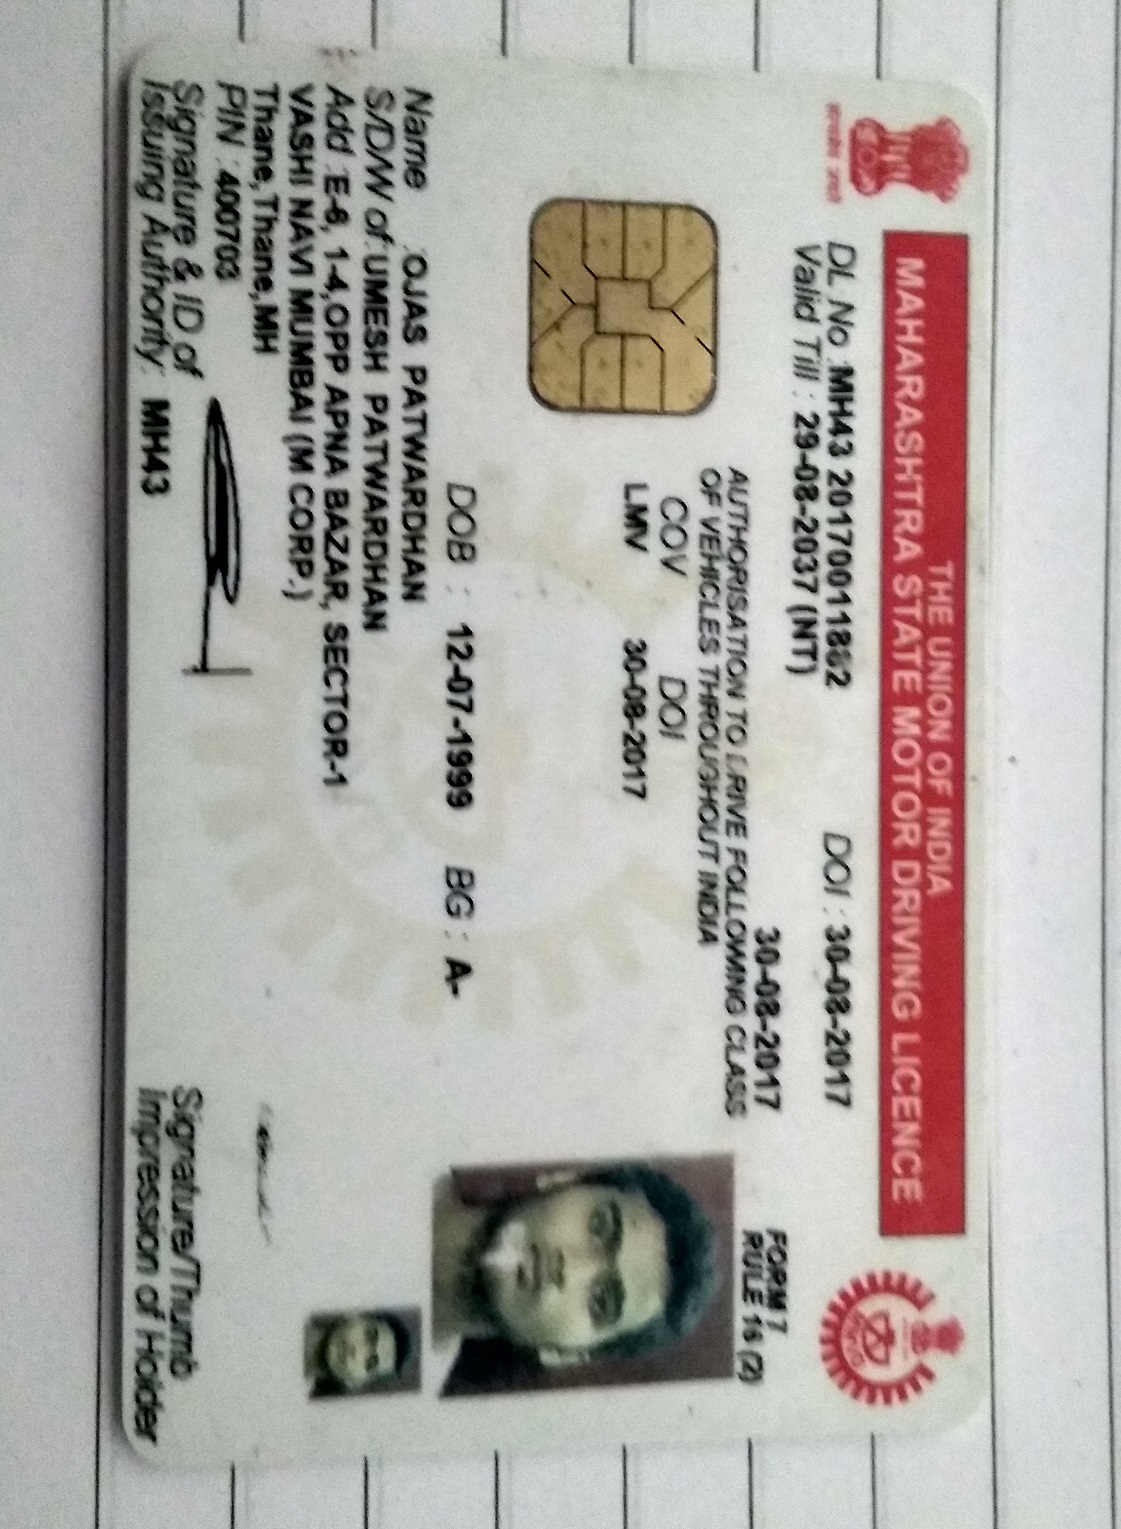 THE UNION OF INDIA
MAHARASHTRA STATE MOTOR DRIVING LICENCE
DL No : MH43 20170011862 DOI : 30-08-2017
Valid Till : 29-08-2037 (NT)
30-08-2017
FORM 7
RULE 16 (2)
AUTHORISATION TO DRIVE FOLLOWING CLASS
OF VEHICLES THROUGHOUT INDIA
COV DOI
LMV 30-08-2017
DOB : 12-07-1999 BG : A-
Name : OJAS PATWARDHAN
S/D/W of : UMESH PATWARDHAN
Add : E-6, 1-4,OPP APNA BAZAR, SECTOR-1
VASHI NAVI MUMBAI (M CORP.)
Thane,Thane,MH
PIN : 400703
Signature & ID of
Issuing Authority: MH43
Signature/Thumb
Impression of Holder